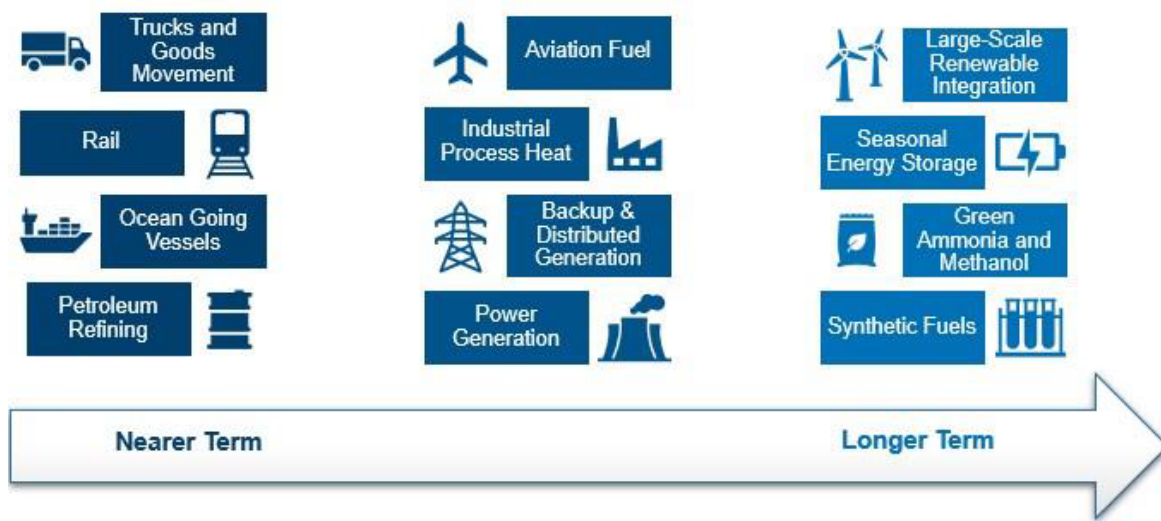 Trucks and
Goods
Movement
Rail
Ocean Going
Vessels
Petroleum
Refining
Aviation Fuel
Industrial
Process Heat
Backup &
Distributed
Generation
Power
Generation
Large-Scale
Renewable
Integration
Seasonal
Energy Storage
Green
Ammonia and
Methanol
Synthetic Fuels
Nearer Term
Longer Term